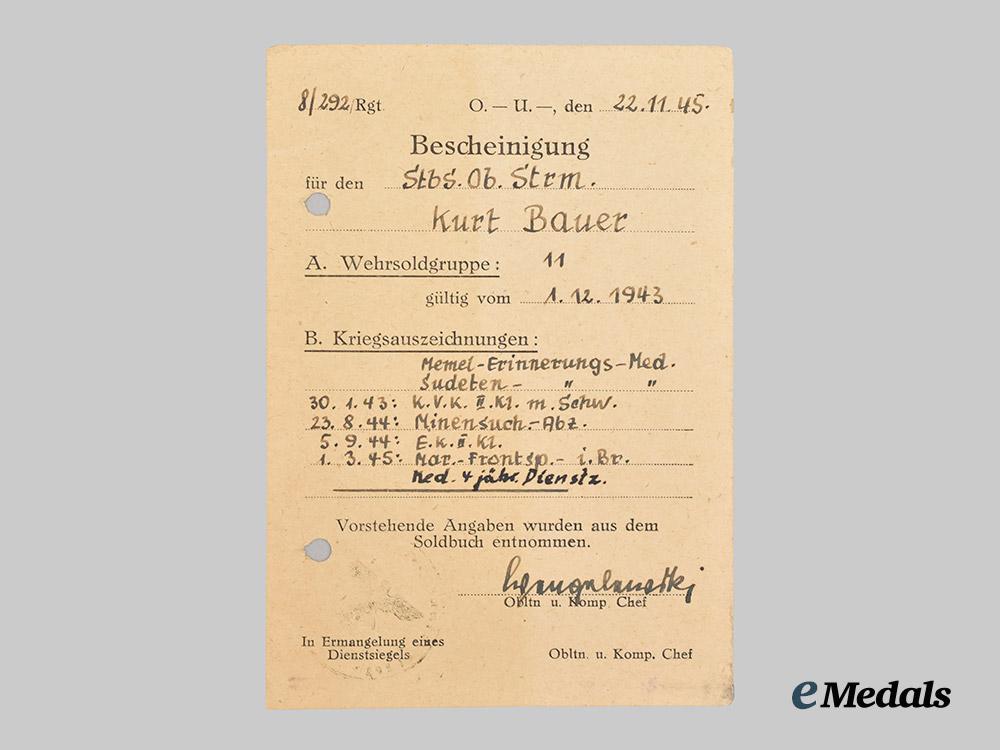 8/292/Rgt. O. — U. —, den 22.11.45.
Bescheinigung
für den Stbs. Ob. Strm.
Kurt Bauer
A. Wehrsoldgruppe: 11
gültig vom 1.12.1943
B. Kriegsauszeichnungen:
Memel-Erinnerungs-Med.
Sudeten- " "
30. 1.43: K.V.K. II.Kl. m. Schw.
23. 8.44: Minensuch.-Abz.
5. 9.44: E.K. II. Kl.
1. 3.45: Mar.-Frontsp.- i. Br.
Med. 4 jähr. Dienstz.
Vorstehende Angaben wurden aus dem
Soldbuch entnommen.
Obltn u. Komp Chef
In Ermangelung eines
Dienstsiegels
Obltn. u. Komp. Chef
eMedals